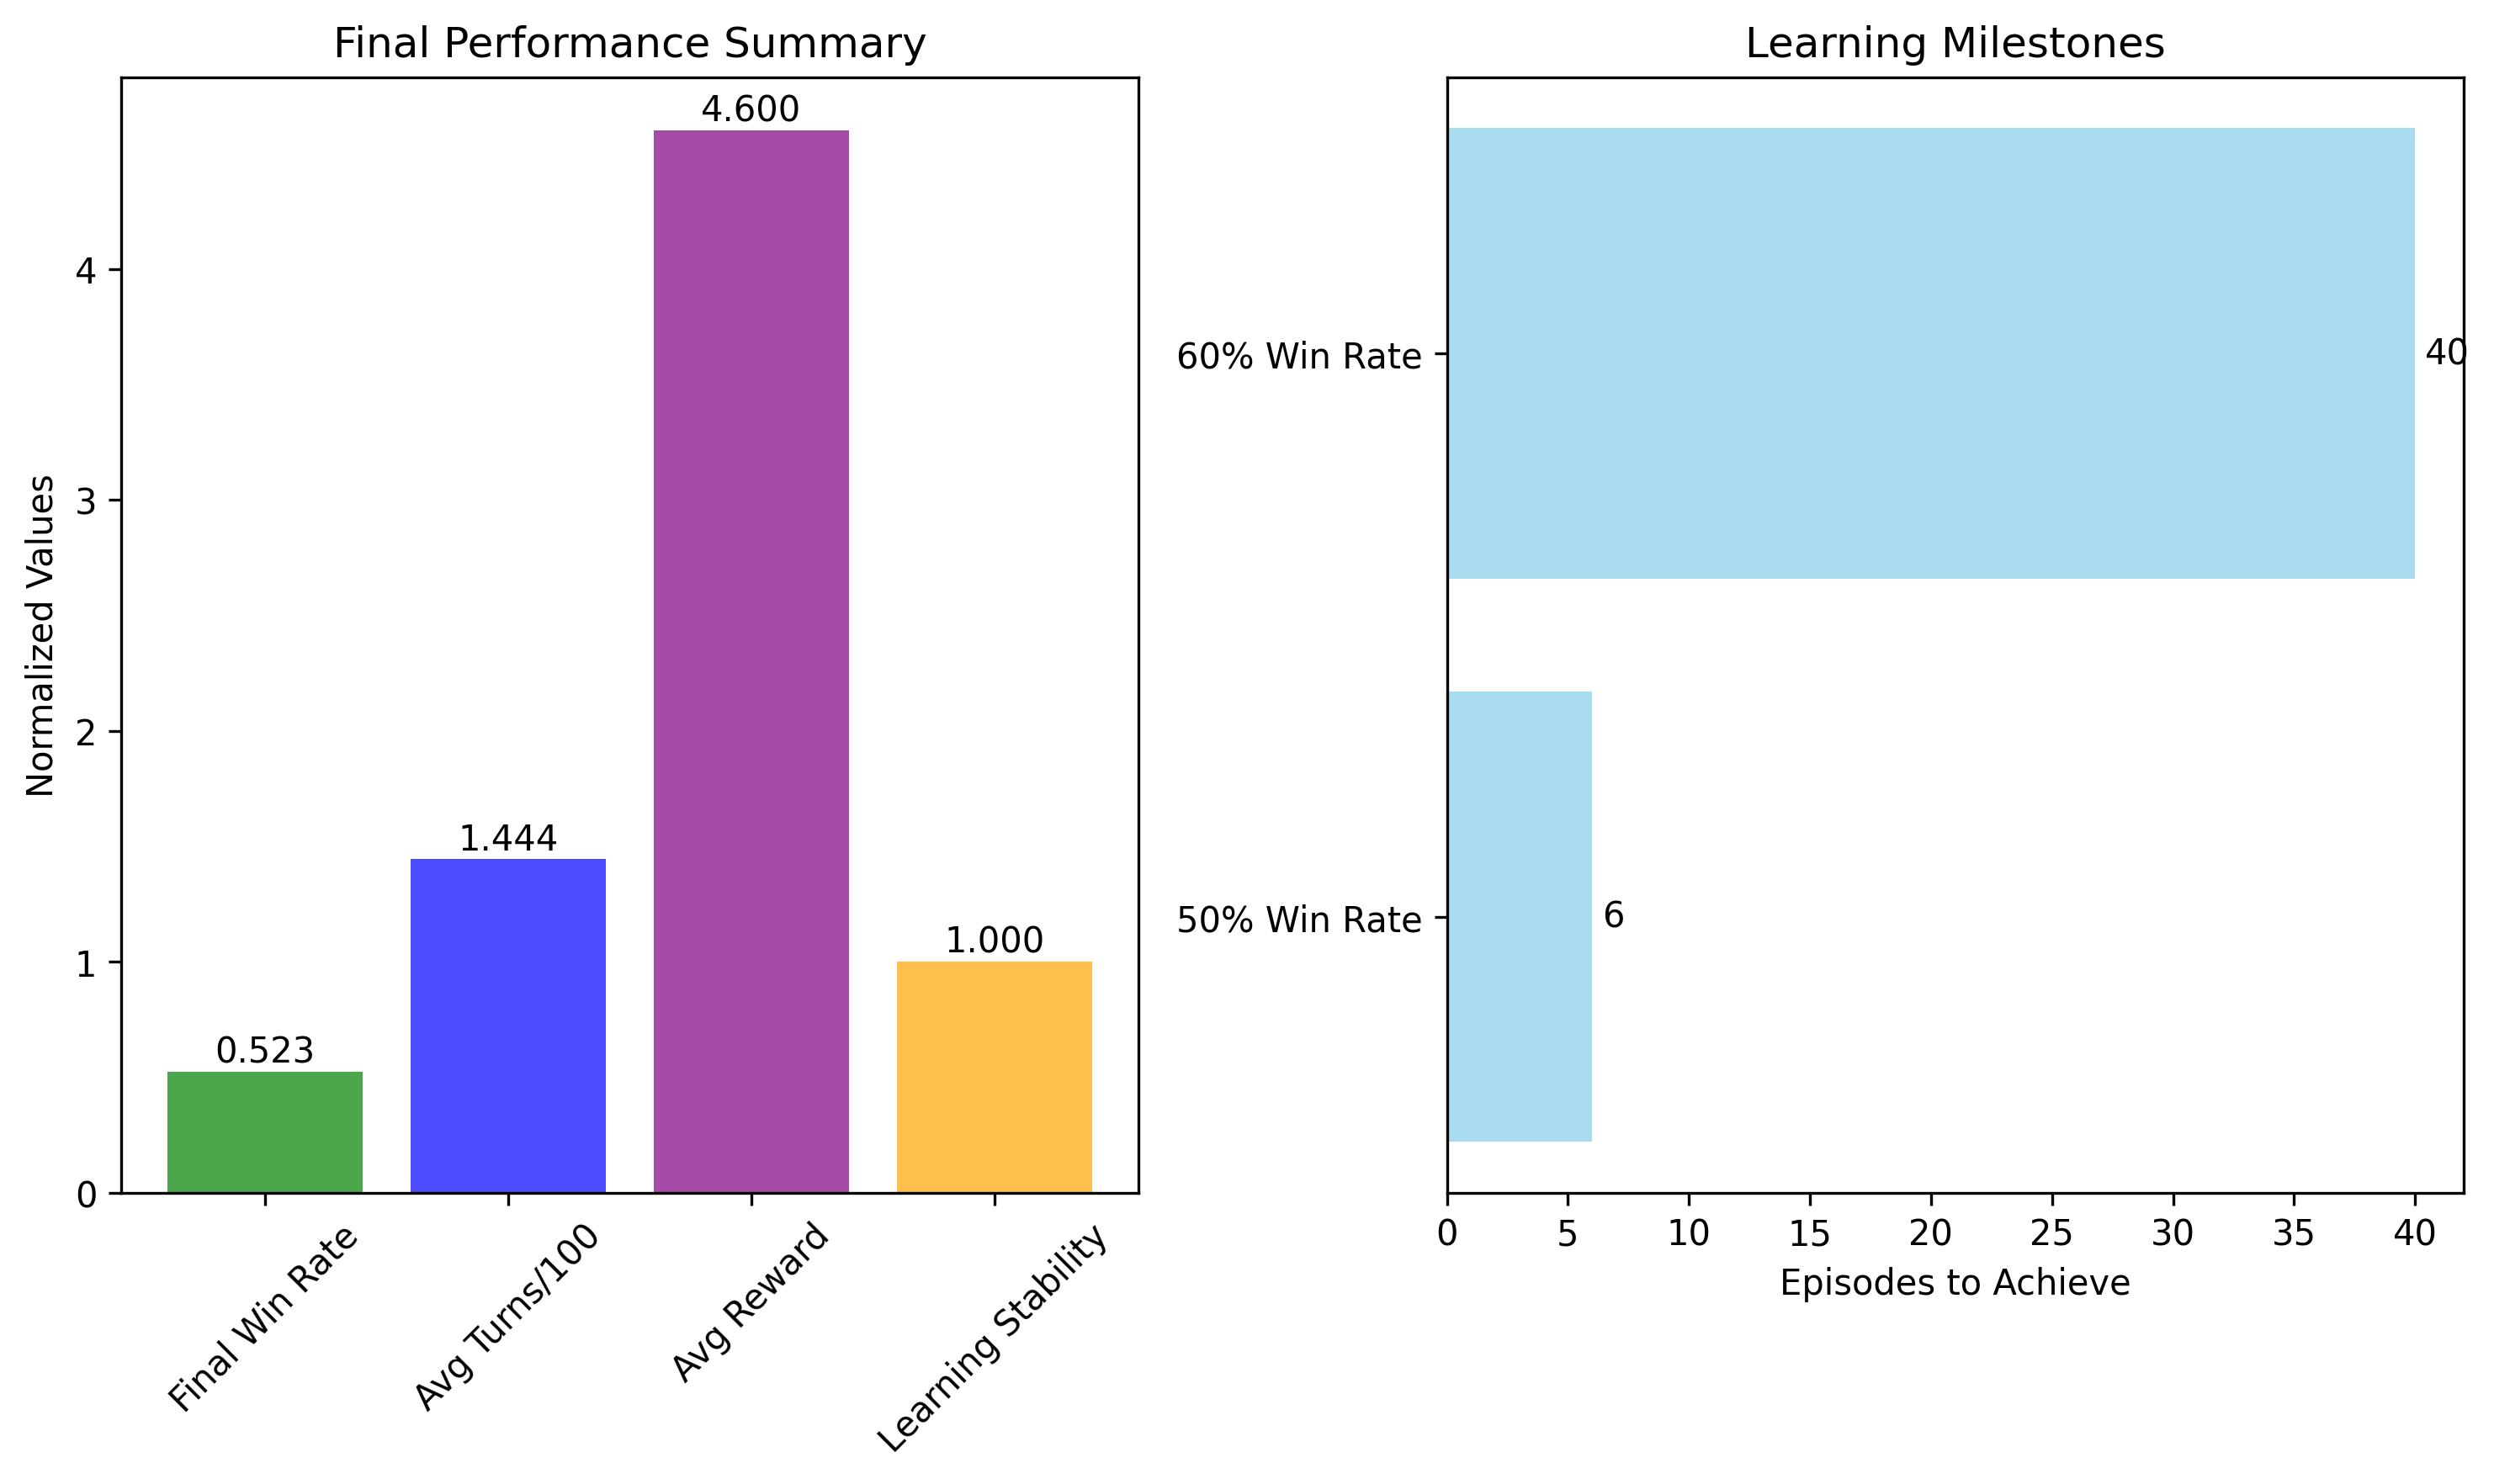 Final Performance Summary
Normalized Values
4
3
2
1
0
0.523
1.444
4.600
1.000
Final Win Rate
Avg Turns/100
Avg Reward
Learning Stability
Learning Milestones
60% Win Rate
50% Win Rate
40
6
0 5 10 15 20 25 30 35 40
Episodes to Achieve